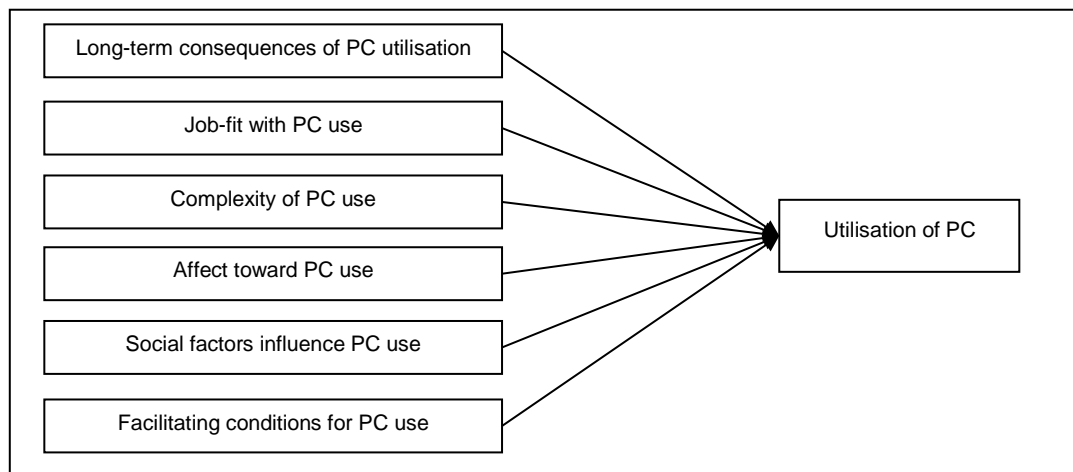 Long-term consequences of PC utilisation
Job-fit with PC use
Complexity of PC use
Affect toward PC use
Social factors influence PC use
Facilitating conditions for PC use
Utilisation of PC